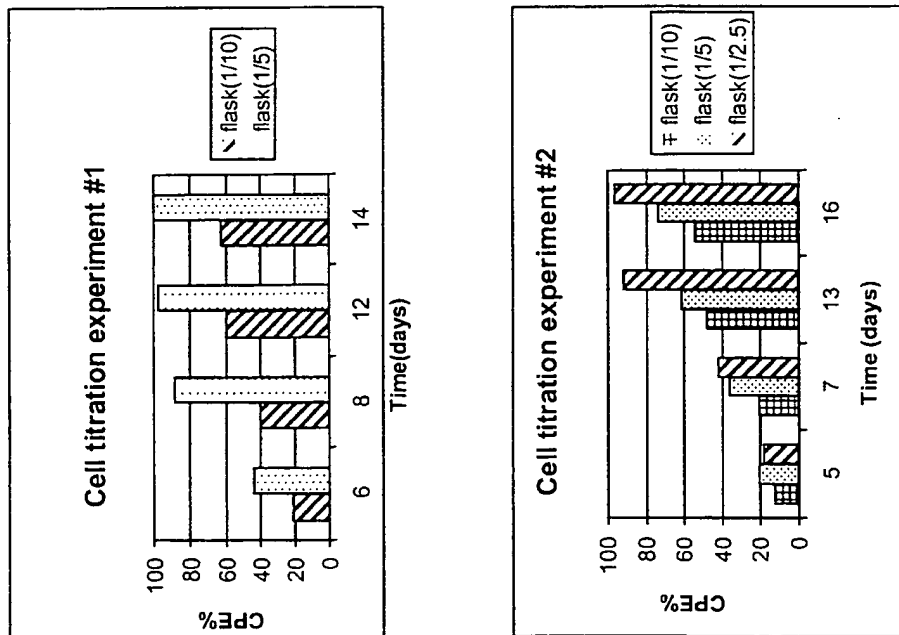 Cell titration experiment #1
100
80
60
40
20
0
CPE%
6 8 12 14
Time(days)
flask(1/10)
flask(1/5)
Cell titration experiment #2
100
80
60
40
20
0
CPE%
5 7 13 16
Time (days)
flask(1/10)
flask(1/5)
flask(1/2.5)